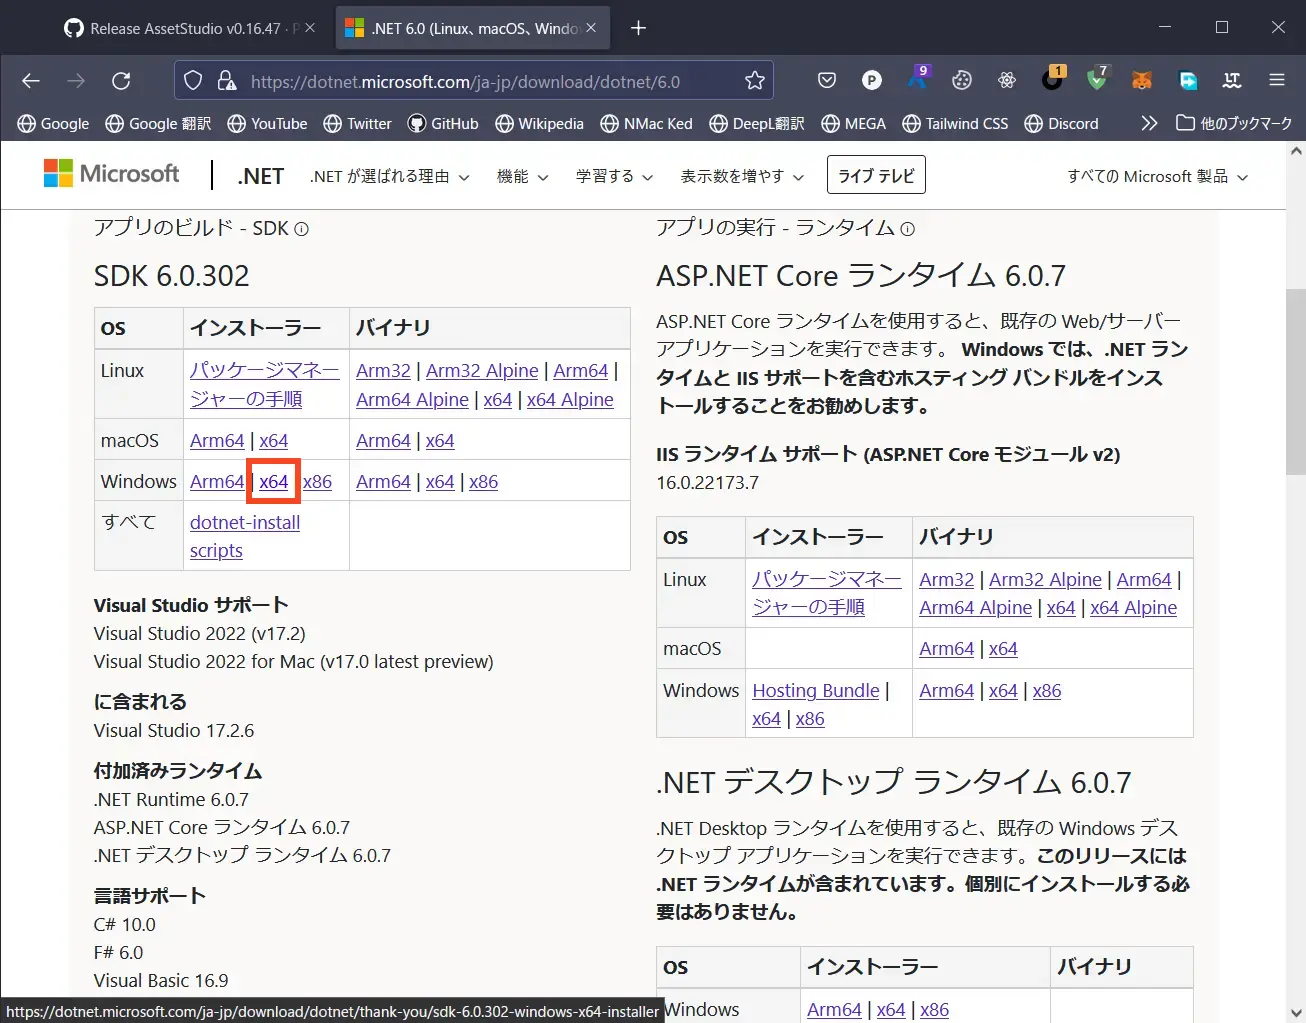 Release AssetStudio v0.16.47 · P
.NET 6.0 (Linux、macOS、Windo
https://dotnet.microsoft.com/ja-jp/download/dotnet/6.0
P
9
1
7
Google
Google 翻訳
YouTube
Twitter
GitHub
Wikipedia
NMac Ked
DeepL翻訳
MEGA
Tailwind CSS
Discord
他のブックマーク
Microsoft
.NET
.NET が選ばれる理由
機能
学習する
表示数を増やす
ライブ テレビ
すべての Microsoft 製品
アプリのビルド - SDK
SDK 6.0.302
OS インストーラー バイナリ
Linux パッケージマネー Arm32 | Arm32 Alpine | Arm64 |
ジャーの手順 Arm64 Alpine | x64 | x64 Alpine
macOS Arm64 | x64 Arm64 | x64
Windows Arm64 | x64 x86 Arm64 | x64 | x86
すべて dotnet-install
scripts
Visual Studio サポート
Visual Studio 2022 (v17.2)
Visual Studio 2022 for Mac (v17.0 latest preview)
に含まれる
Visual Studio 17.2.6
付加済みランタイム
.NET Runtime 6.0.7
ASP.NET Core ランタイム 6.0.7
.NET デスクトップ ランタイム 6.0.7
言語サポート
C# 10.0
F# 6.0
Visual Basic 16.9
アプリの実行 - ランタイム
ASP.NET Core ランタイム 6.0.7
ASP.NET Core ランタイムを使用すると、既存の Web/サーバー
アプリケーションを実行できます。 Windows では、.NET ラン
タイムと IIS サポートを含むホスティング バンドルをインス
トールすることをお勧めします。
IIS ランタイム サポート (ASP.NET Core モジュール v2)
16.0.22173.7
OS インストーラー バイナリ
Linux パッケージマネー Arm32 | Arm32 Alpine | Arm64 |
ジャーの手順 Arm64 Alpine | x64 | x64 Alpine
macOS Arm64 | x64
Windows Hosting Bundle | Arm64 | x64 | x86
x64 | x86
.NET デスクトップ ランタイム 6.0.7
.NET Desktop ランタイムを使用すると、既存の Windows デス
クトップ アプリケーションを実行できます。このリリースには
.NET ランタイムが含まれています。個別にインストールする必
要はありません。
OS インストーラー バイナリ
Windows Arm64 | x64 | x86
https://dotnet.microsoft.com/ja-jp/download/dotnet/thank-you/sdk-6.0.302-windows-x64-installer